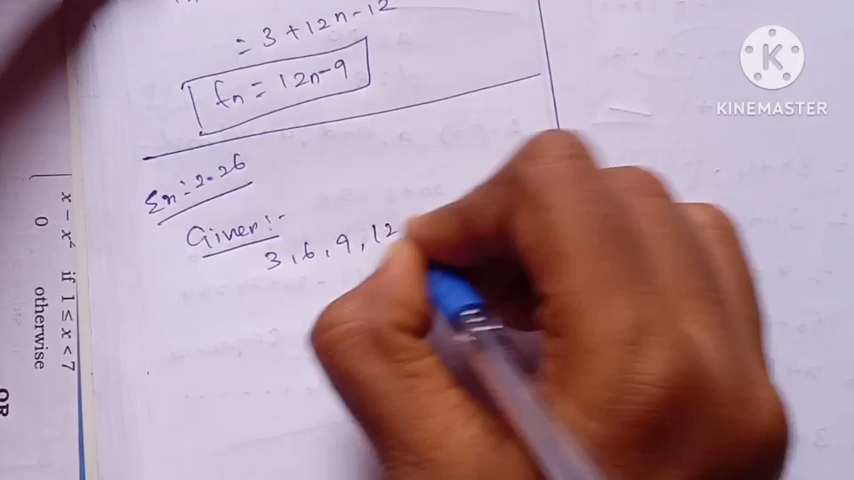 = 3 + 12n - 12
fn = 12n - 9
Ex: 2.26
Given:-
3, 6, 9, 12
K
KINEMASTER
x − x² if 1 ≤ x < 7
0 otherwise
OR